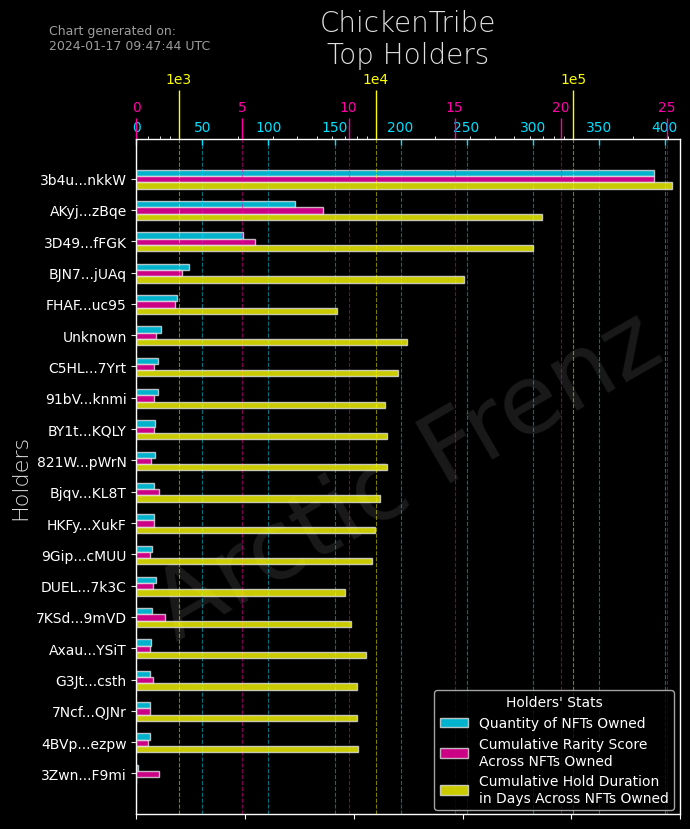 Chart generated on:
2024-01-17 09:47:44 UTC
ChickenTribe
Top Holders
1e3 1e4 1e5
0 5 10 15 20 25
0 50 100 150 200 250 300 350 400
Holders
3b4u...nkkW
AKyj...zBqe
3D49...fFGK
BJN7...jUAq
FHAF...uc95
Unknown
C5HL...7Yrt
91bV...knmi
BY1t...KQLY
821W...pWrN
Bjqv...KL8T
HKFy...XukF
9Gip...cMUU
DUEL...7k3C
7KSd...9mVD
Axau...YSiT
G3Jt...csth
7Ncf...QJNr
4BVp...ezpw
3Zwn...F9mi
Arctic Frenz
Holders' Stats
Quantity of NFTs Owned
Cumulative Rarity Score
Across NFTs Owned
Cumulative Hold Duration
in Days Across NFTs Owned